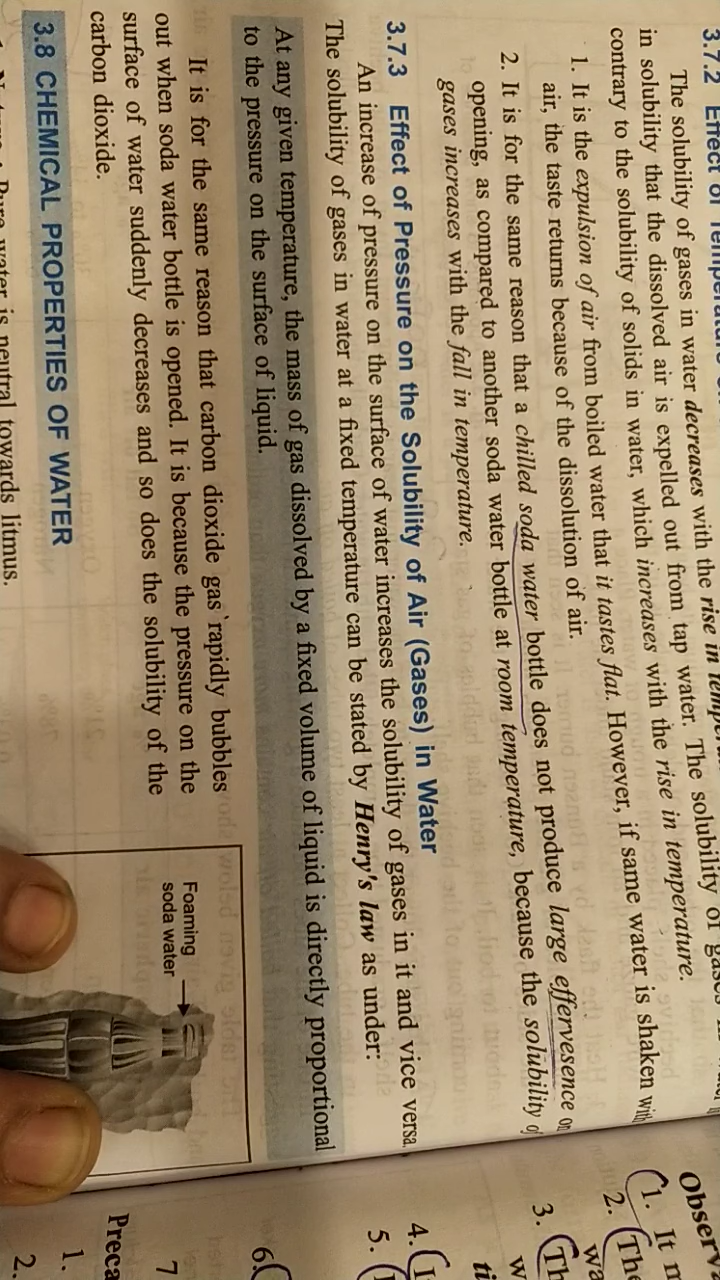 3.7.2 Effect of Temperature
The solubility of gases in water decreases with the rise in
in solubility that the dissolved air is expelled out from tap water. The solubility of gases
contrary to the solubility of solids in water, which increases with the rise in temperature.
1. It is the expulsion of air from boiled water that it tastes flat. However, if same water is shaken with
air, the taste returns because of the dissolution of air.
2. It is for the same reason that a chilled soda water bottle does not produce large effervesence on
opening, as compared to another soda water bottle at room temperature, because the solubility of
gases increases with the fall in temperature.
3.7.3 Effect of Pressure on the Solubility of Air (Gases) in Water
An increase of pressure on the surface of water increases the solubility of gases in it and vice versa.
The solubility of gases in water at a fixed temperature can be stated by Henry's law as under:
At any given temperature, the mass of gas dissolved by a fixed volume of liquid is directly proportional
to the pressure on the surface of liquid.
It is for the same reason that carbon dioxide gas rapidly bubbles
out when soda water bottle is opened. It is because the pressure on the
surface of water suddenly decreases and so does the solubility of the
carbon dioxide.
Foaming
soda water
3.8 CHEMICAL PROPERTIES OF WATER
1. Nature : Pure water is neutral towards litmus.
Observ
1. It
2. Th
wa
3. Th
w
ti
4.
5.
6.
7
Preca
1.
2.